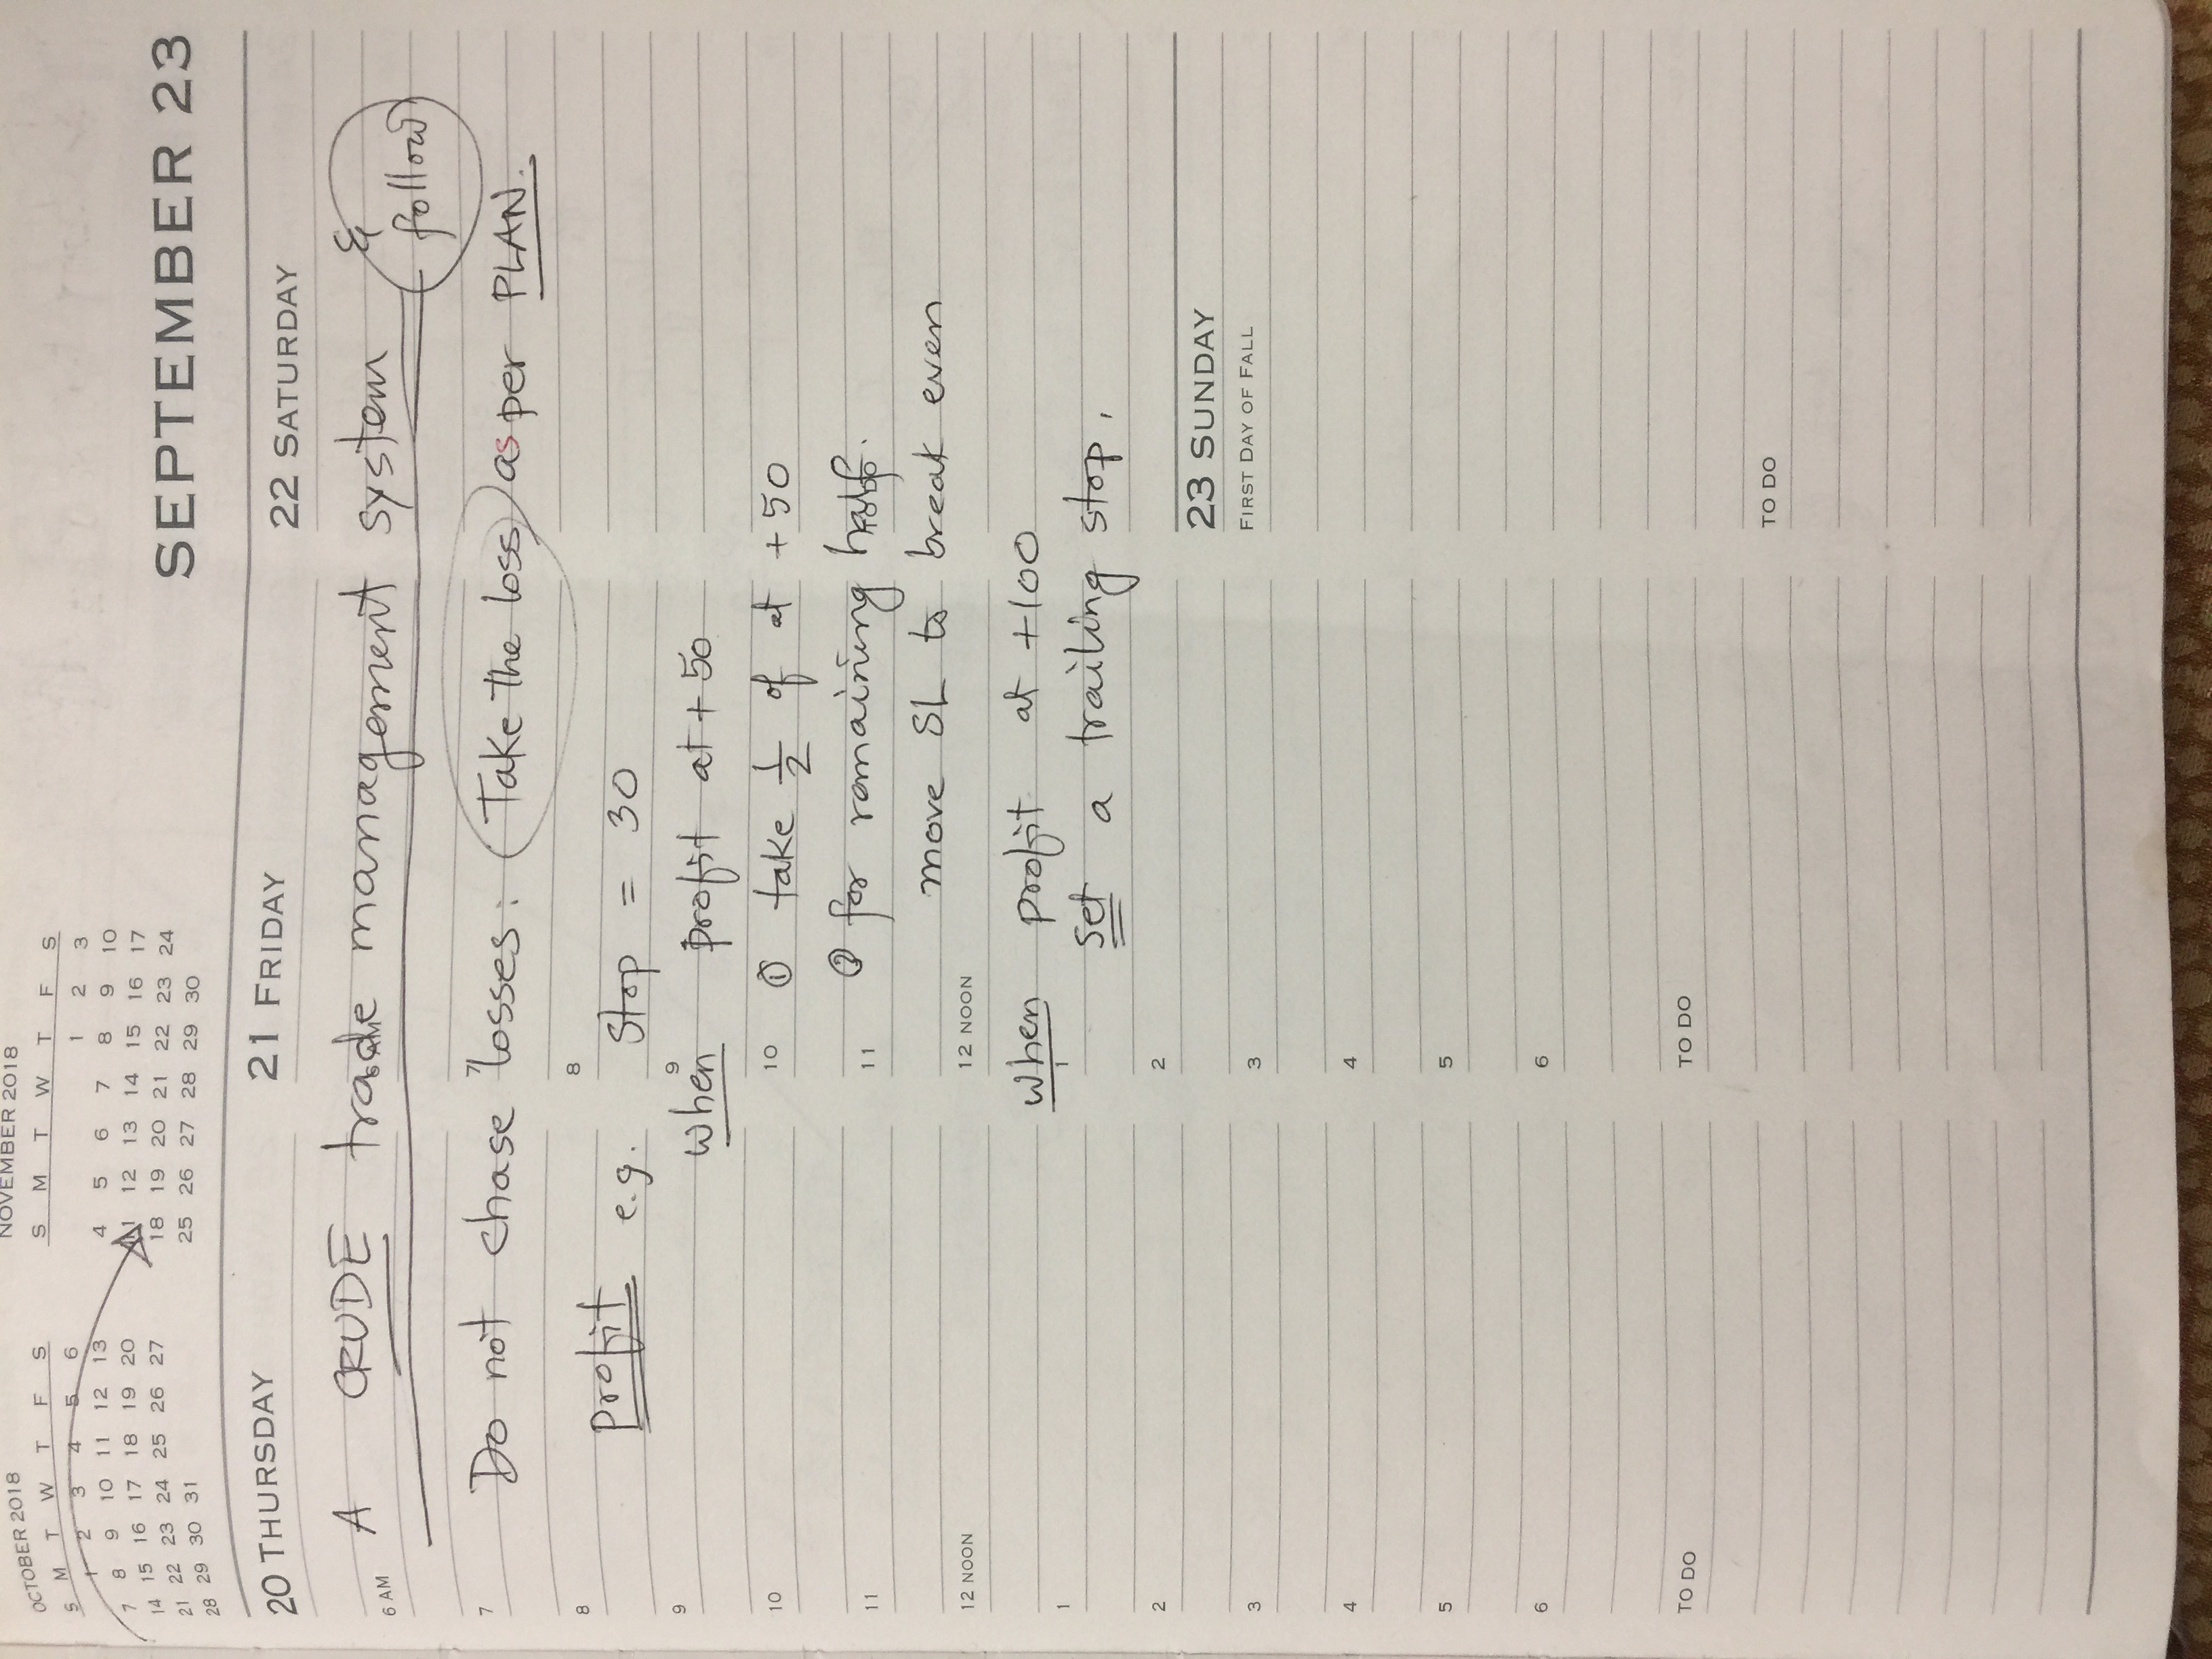 OCTOBER 2018
S M T W T F S
1 2 3 4 5 6
7 8 9 10 11 12 13
14 15 16 17 18 19 20
21 22 23 24 25 26 27
28 29 30 31
NOVEMBER 2018
S M T W T F S
1 2 3
4 5 6 7 8 9 10
11 12 13 14 15 16 17
18 19 20 21 22 23 24
25 26 27 28 29 30
SEPTEMBER 23
20 THURSDAY 21 FRIDAY 22 SATURDAY
A CRUDE trade management system & follow
6 AM 6 AM
Do not chase losses: Take the loss as per PLAN.
7 7
8 8
Profit e.g. Stop = 30
9 9
when profit at +50
10 10 ① take 1/2 of at +50
11 11 ② for remaining half.
TO DO
move SL to break even
12 NOON 12 NOON
when profit at +100
1 1
set a trailing stop,
2 2
23 SUNDAY
FIRST DAY OF FALL
3 3
4 4
5 5
6 6
TO DO TO DO
TO DO